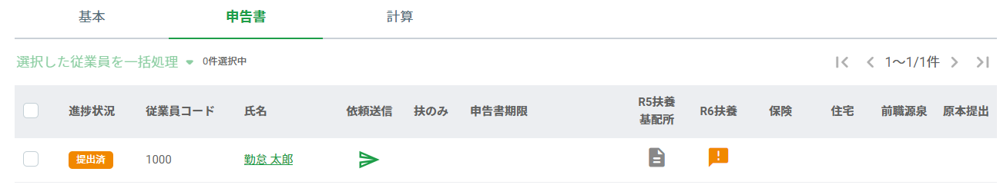 基本 申告書 計算
選択した従業員を一括処理 0件選択中 1〜1/1件
進捗状況 従業員コード 氏名 依頼送信 扶のみ 申告書期限 R5扶養 基配所 R6扶養 保険 住宅 前職源泉 原本提出
提出済 1000 勤怠 太郎